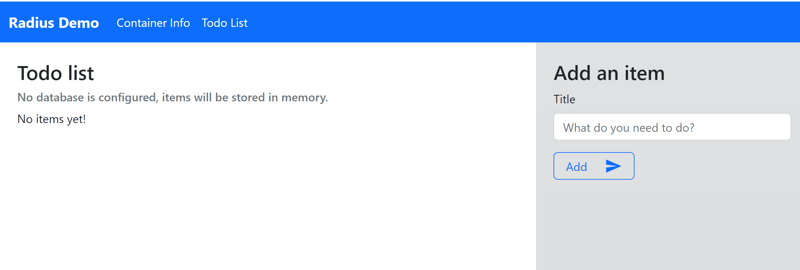 Radius Demo Container Info Todo List
Todo list
No database is configured, items will be stored in memory.
No items yet!
Add an item
Title
What do you need to do?
Add